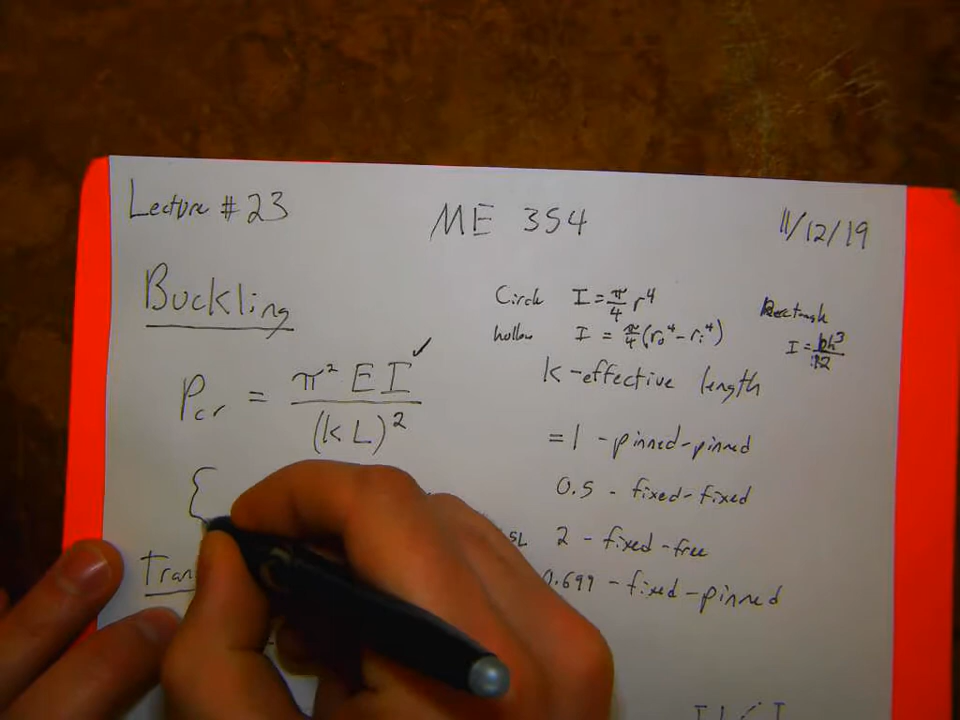 Lecture # 23
ME 354
11/12/19
Buckling
Circle I = π/4 r⁴
hollow I = π/4 (r₀⁴ - rᵢ⁴)
Rectangle
I = bh³/12
Pcr = π² E I / (k L)² ✓
k - effective length
= 1 - pinned-pinned
0.5 - fixed-fixed
2 - fixed-free
0.699 - fixed-pinned